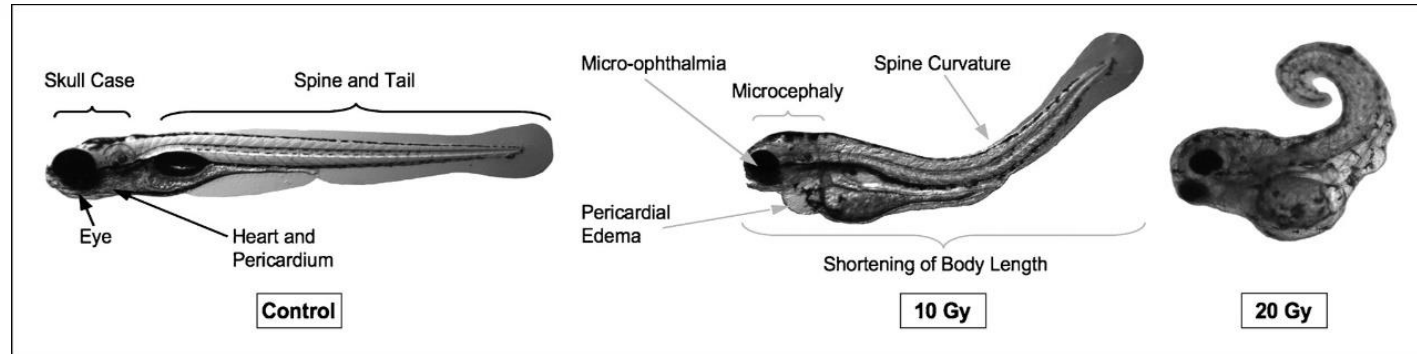 Skull Case
Spine and Tail
Eye
Heart and
Pericardium
Control
Micro-ophthalmia
Microcephaly
Spine Curvature
Pericardial
Edema
Shortening of Body Length
10 Gy
20 Gy